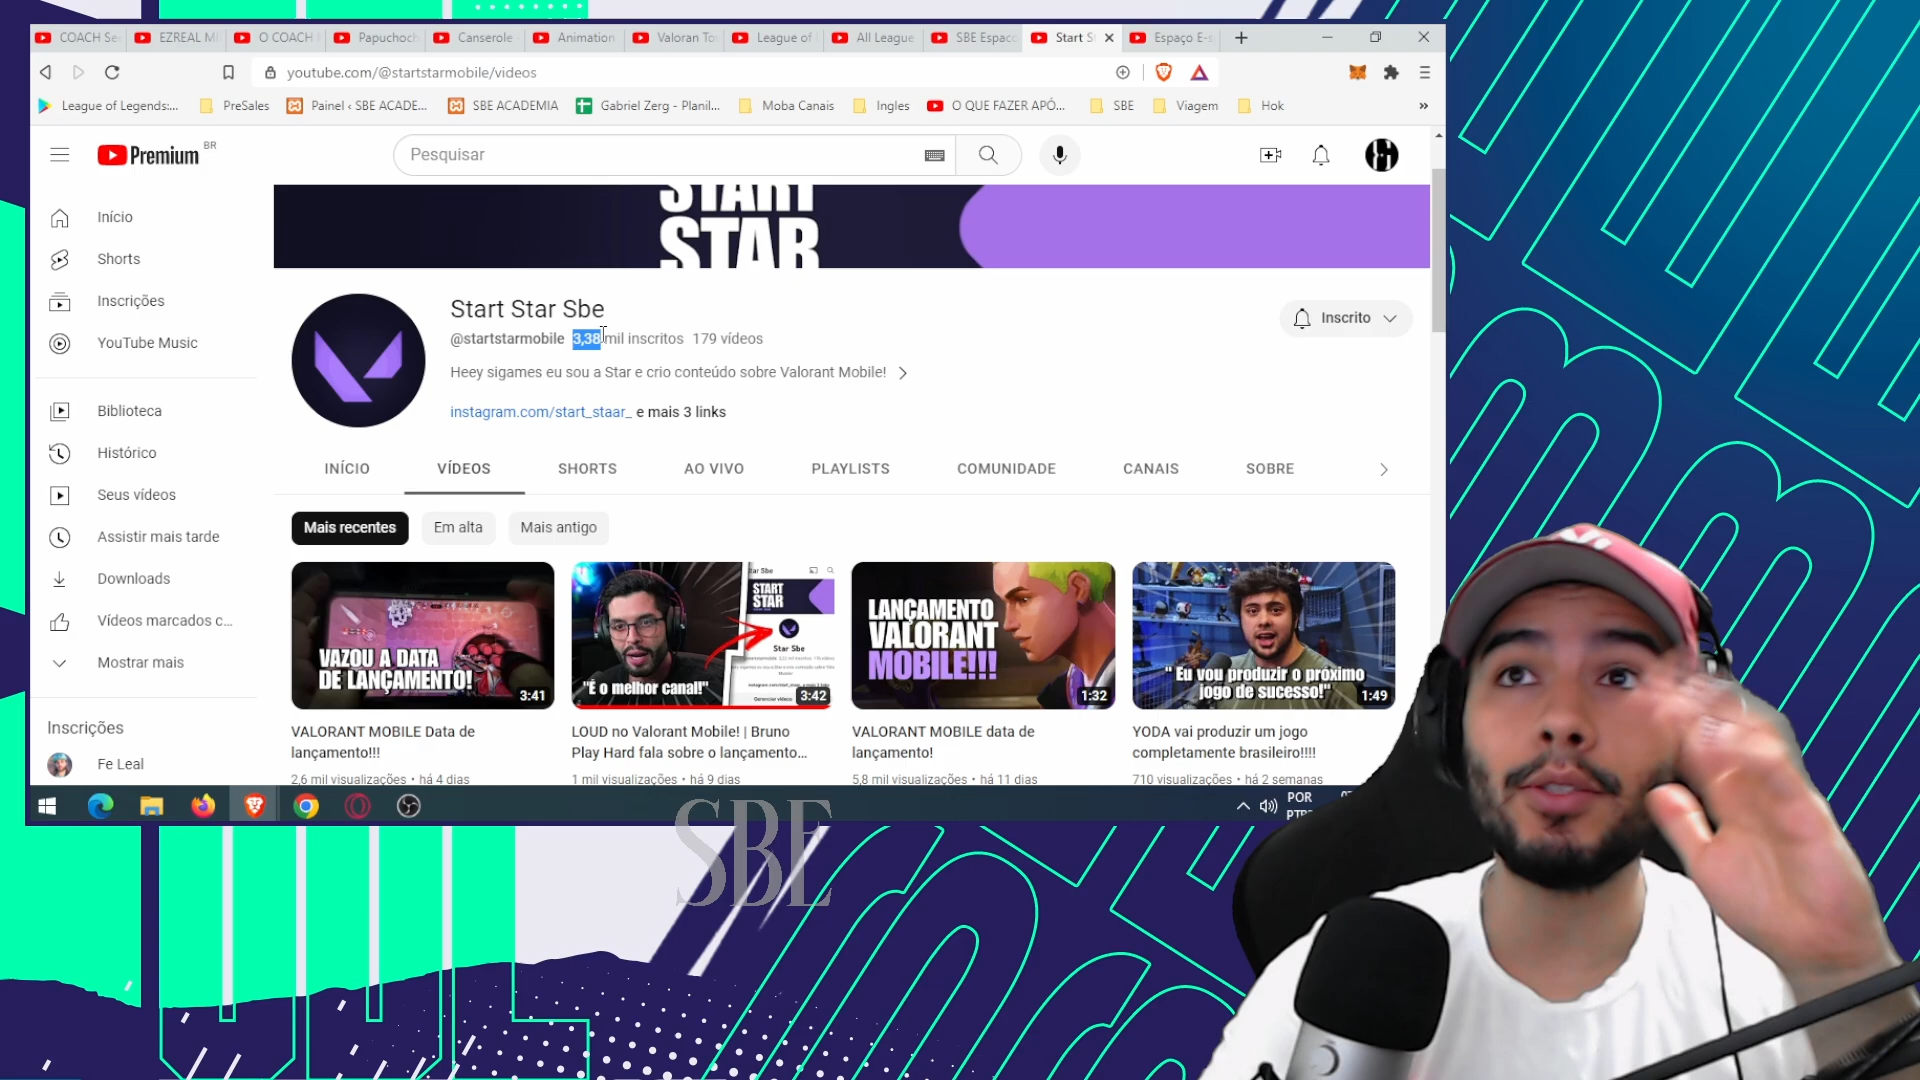 COACH Se
EZREAL MI
O COACH
Papuchoch
Canserole
Animation
Valoran To
League of
All League
SBE Espaço
Start S
Espaço E-s
youtube.com/@startstarmobile/videos
League of Legends:...
PreSales
Painel ‹ SBE ACADE...
SBE ACADEMIA
Gabriel Zerg - Planil...
Moba Canais
Ingles
O QUE FAZER APÓ...
SBE
Viagem
Hok
»
Premium BR
Pesquisar
START
STAR
Início
Shorts
Inscrições
YouTube Music
Biblioteca
Histórico
Seus vídeos
Assistir mais tarde
Downloads
Vídeos marcados c...
Mostrar mais
Inscrições
Fe Leal
Start Star Sbe
@startstarmobile 3,38 mil inscritos 179 vídeos
Heey sigames eu sou a Star e crio conteúdo sobre Valorant Mobile!
instagram.com/start_staar_ e mais 3 links
Inscrito
INÍCIO
VÍDEOS
SHORTS
AO VIVO
PLAYLISTS
COMUNIDADE
CANAIS
SOBRE
Mais recentes
Em alta
Mais antigo
VAZOU A DATA
DE LANÇAMENTO!
3:41
START
STAR
Star Sbe
"É o melhor canal!"
3:42
LANÇAMENTO
VALORANT
MOBILE!!!
1:32
" Eu vou produzir o próximo
jogo de sucesso!"
1:49
VALORANT MOBILE Data de
lançamento!!!
2,6 mil visualizações • há 4 dias
LOUD no Valorant Mobile! | Bruno
Play Hard fala sobre o lançamento...
1 mil visualizações • há 9 dias
VALORANT MOBILE data de
lançamento!
5,8 mil visualizações • há 11 dias
YODA vai produzir um jogo
completamente brasileiro!!!!
710 visualizações • há 2 semanas
POR
SBE